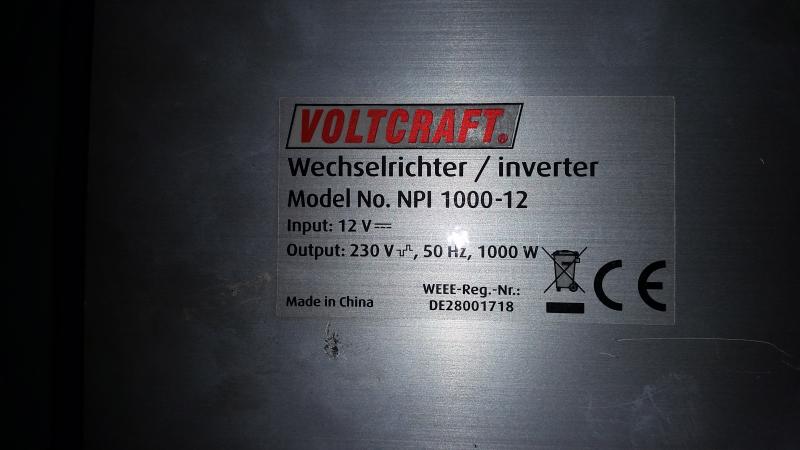 VOLTCRAFT®
Wechselrichter / inverter
Model No. NPI 1000-12
Input: 12 V⎓
Output: 230 V, 50 Hz, 1000 W
WEEE-Reg.-Nr.:
DE28001718
Made in China
CE